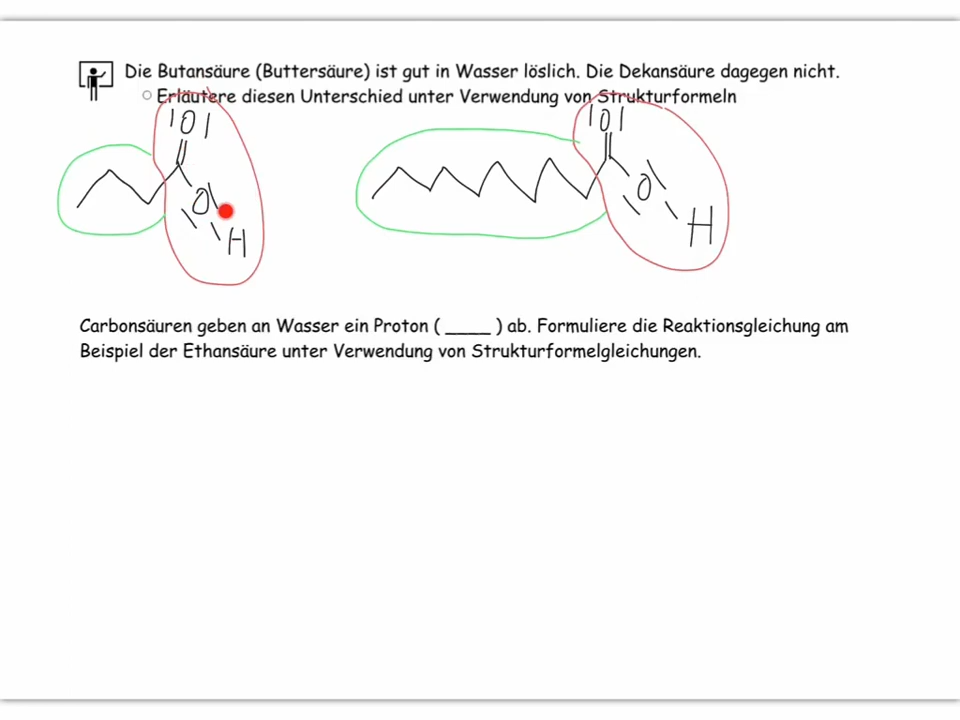 Die Butansäure (Buttersäure) ist gut in Wasser löslich. Die Dekansäure dagegen nicht.
Erläutere diesen Unterschied unter Verwendung von Strukturformeln
|O| |O|
O O
H H
Carbonsäuren geben an Wasser ein Proton ( ____ ) ab. Formuliere die Reaktionsgleichung am
Beispiel der Ethansäure unter Verwendung von Strukturformelgleichungen.